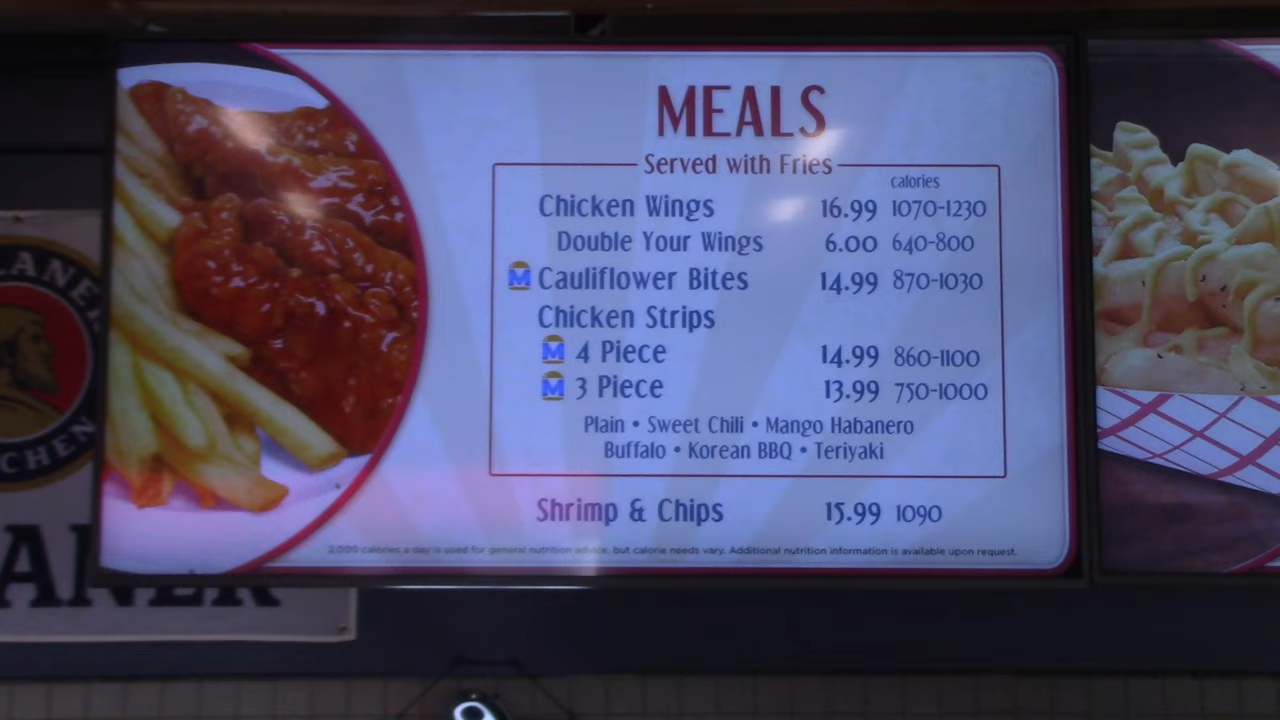 MEALS
Served with Fries
calories
Chicken Wings 16.99 1070-1230
Double Your Wings 6.00 640-800
M Cauliflower Bites 14.99 870-1030
Chicken Strips
M 4 Piece 14.99 860-1100
M 3 Piece 13.99 750-1000
Plain • Sweet Chili • Mango Habanero
Buffalo • Korean BBQ • Teriyaki
Shrimp & Chips 15.99 1090
2,000 calories a day is used for general nutrition advice, but calorie needs vary. Additional nutrition information is available upon request.